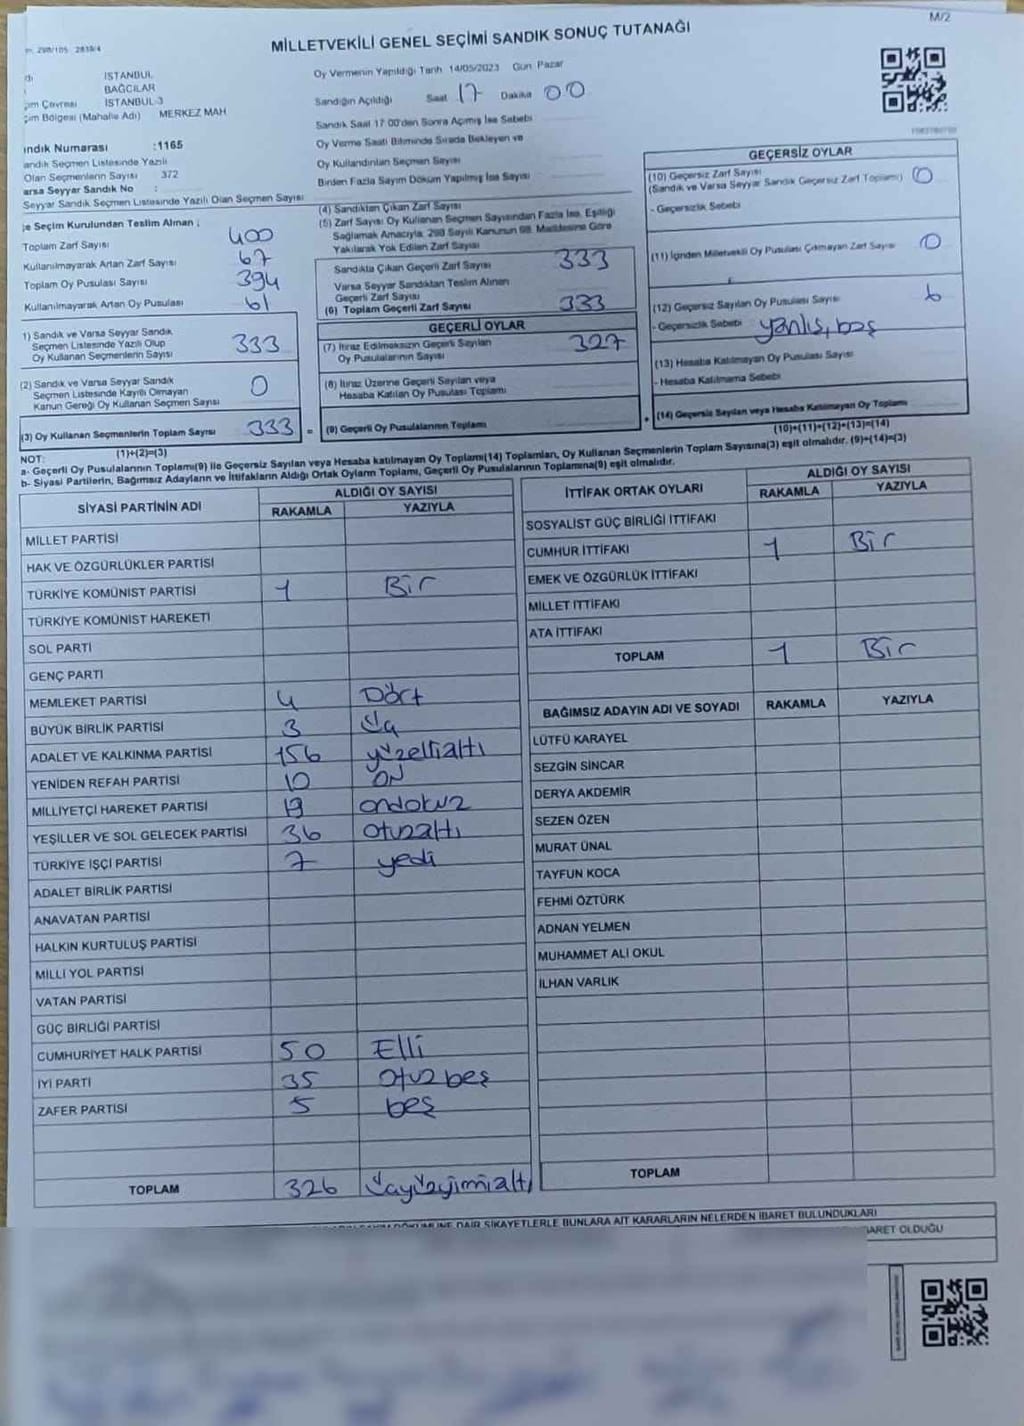 M/2
298/105 2839/4
MİLLETVEKİLİ GENEL SEÇİMİ SANDIK SONUÇ TUTANAĞI
İSTANBUL
BAĞCILAR
Çevresi İSTANBUL-3
Bölgesi (Mahalle Adı) MERKEZ MAH
Oy Vermenin Yapıldığı Tarih 14/05/2023 Gün Pazar
Sandığın Açıldığı Saat 17 Dakika 00
Sandık Saat 17:00'den Sonra Açımış İse Sebebi
Oy Verme Saati Bitiminde Sırada Bekleyen ve
Oy Kullandırılan Seçmen Sayısı
Birden Fazla Sayım Döküm Yapılmış İse Sayısı
ndık Numarası :1165
andık Seçmen Listesinde Yazılı
Olan Seçmenlerin Sayısı 372
arsa Seyyar Sandık No :
Seyyar Sandık Seçmen Listesinde Yazılı Olan Seçmen Sayısı
çe Seçim Kurulundan Teslim Alınan ;
Toplam Zarf Sayısı 400
Kullanılmayarak Artan Zarf Sayısı 67
Toplam Oy Pusulası Sayısı 394
Kullanılmayarak Artan Oy Pusulası 61
1) Sandık ve Varsa Seyyar Sandık
Seçmen Listesinde Yazılı Olup
Oy Kullanan Seçmenlerin Sayısı 333
(2) Sandık ve Varsa Seyyar Sandık
Seçmen Listesinde Kayıtlı Olmayan
Kanun Gereği Oy Kullanan Seçmen Sayısı 0
(3) Oy Kullanan Seçmenlerin Toplam Sayısı 333 =
(1)+(2)=(3)
(4) Sandıktan Çıkan Zarf Sayısı
(5) Zarf Sayısı Oy Kullanan Seçmen Sayısından Fazla İse, Eşitliği
Sağlamak Amacıyla, 298 Sayılı Kanunun 98. Maddesine Göre
Yakılarak Yok Edilen Zarf Sayısı
Sandıkta Çıkan Geçerli Zarf Sayısı 333
Varsa Seyyar Sandıktan Teslim Alınan
Geçerli Zarf Sayısı
(6) Toplam Geçerli Zarf Sayısı 333
GEÇERLİ OYLAR
(7) İtiraz Edilmeksizin Geçerli Sayılan
Oy Pusulalarının Sayısı 327
(8) İtiraz Üzerine Geçerli Sayılan veya
Hesaba Katılan Oy Pusulası Toplamı
(9) Geçerli Oy Pusulalarının Toplamı +
GEÇERSİZ OYLAR
(10) Geçersiz Zarf Sayısı
(Sandık ve Varsa Seyyar Sandık Geçersiz Zarf Toplamı) 0
- Geçersizlik Sebebi
(11) İçinden Milletvekili Oy Pusulası Çıkmayan Zarf Sayısı 0
(12) Geçersiz Sayılan Oy Pusulası Sayısı 6
- Geçersizlik Sebebi yanlış, boş
(13) Hesaba Katılmayan Oy Pusulası Sayısı
- Hesaba Katılmama Sebebi
(14) Geçersiz Sayılan veya Hesaba Katılmayan Oy Toplamı
(10)+(11)+(12)+(13)=(14)
NOT:
a- Geçerli Oy Pusulalarının Toplamı(9) ile Geçersiz Sayılan veya Hesaba katılmayan Oy Toplamı(14) Toplamları, Oy Kullanan Seçmenlerin Toplam Sayısına(3) eşit olmalıdır. (9)+(14)=(3)
b- Siyasi Partilerin, Bağımsız Adayların ve İttifakların Aldığı Ortak Oyların Toplamı, Geçerli Oy Pusulalarının Toplamına(9) eşit olmalıdır.
SİYASİ PARTİNİN ADI ALDIĞI OY SAYISI
RAKAMLA YAZIYLA
MİLLET PARTİSİ
HAK VE ÖZGÜRLÜKLER PARTİSİ
TÜRKİYE KOMÜNİST PARTİSİ 1 Bir
TÜRKİYE KOMÜNİST HAREKETİ
SOL PARTİ
GENÇ PARTİ
MEMLEKET PARTİSİ 4 Dört
BÜYÜK BİRLİK PARTİSİ 3 Üç
ADALET VE KALKINMA PARTİSİ 156 yüzelliAltı
YENİDEN REFAH PARTİSİ 10 ON
MİLLİYETÇİ HAREKET PARTİSİ 19 ondokuz
YEŞİLLER VE SOL GELECEK PARTİSİ 36 otuzaltı
TÜRKİYE İŞÇİ PARTİSİ 7 yedi
ADALET BİRLİK PARTİSİ
ANAVATAN PARTİSİ
HALKIN KURTULUŞ PARTİSİ
MİLLİ YOL PARTİSİ
VATAN PARTİSİ
GÜÇ BİRLİĞİ PARTİSİ
CUMHURİYET HALK PARTİSİ 50 Elli
İYİ PARTİ 35 otuz beş
ZAFER PARTİSİ 5 beş
TOPLAM 326 üçyüzyirmialtı
İTTİFAK ORTAK OYLARI ALDIĞI OY SAYISI
RAKAMLA YAZIYLA
SOSYALİST GÜÇ BİRLİĞİ İTTİFAKI
CUMHUR İTTİFAKI 1 Bir
EMEK VE ÖZGÜRLÜK İTTİFAKI
MİLLET İTTİFAKI
ATA İTTİFAKI
TOPLAM 1 Bir
BAĞIMSIZ ADAYIN ADI VE SOYADI RAKAMLA YAZIYLA
LÜTFÜ KARAYEL
SEZGİN SİNCAR
DERYA AKDEMİR
SEZEN ÖZEN
MURAT ÜNAL
TAYFUN KOCA
FEHMİ ÖZTÜRK
ADNAN YELMEN
MUHAMMET ALİ OKUL
İLHAN VARLIK
TOPLAM
DÖKÜMÜNE DAİR ŞİKAYETLERLE BUNLARA AİT KARARLARIN NELERDEN İBARET BULUNDUKLARI
BARET OLDUĞU